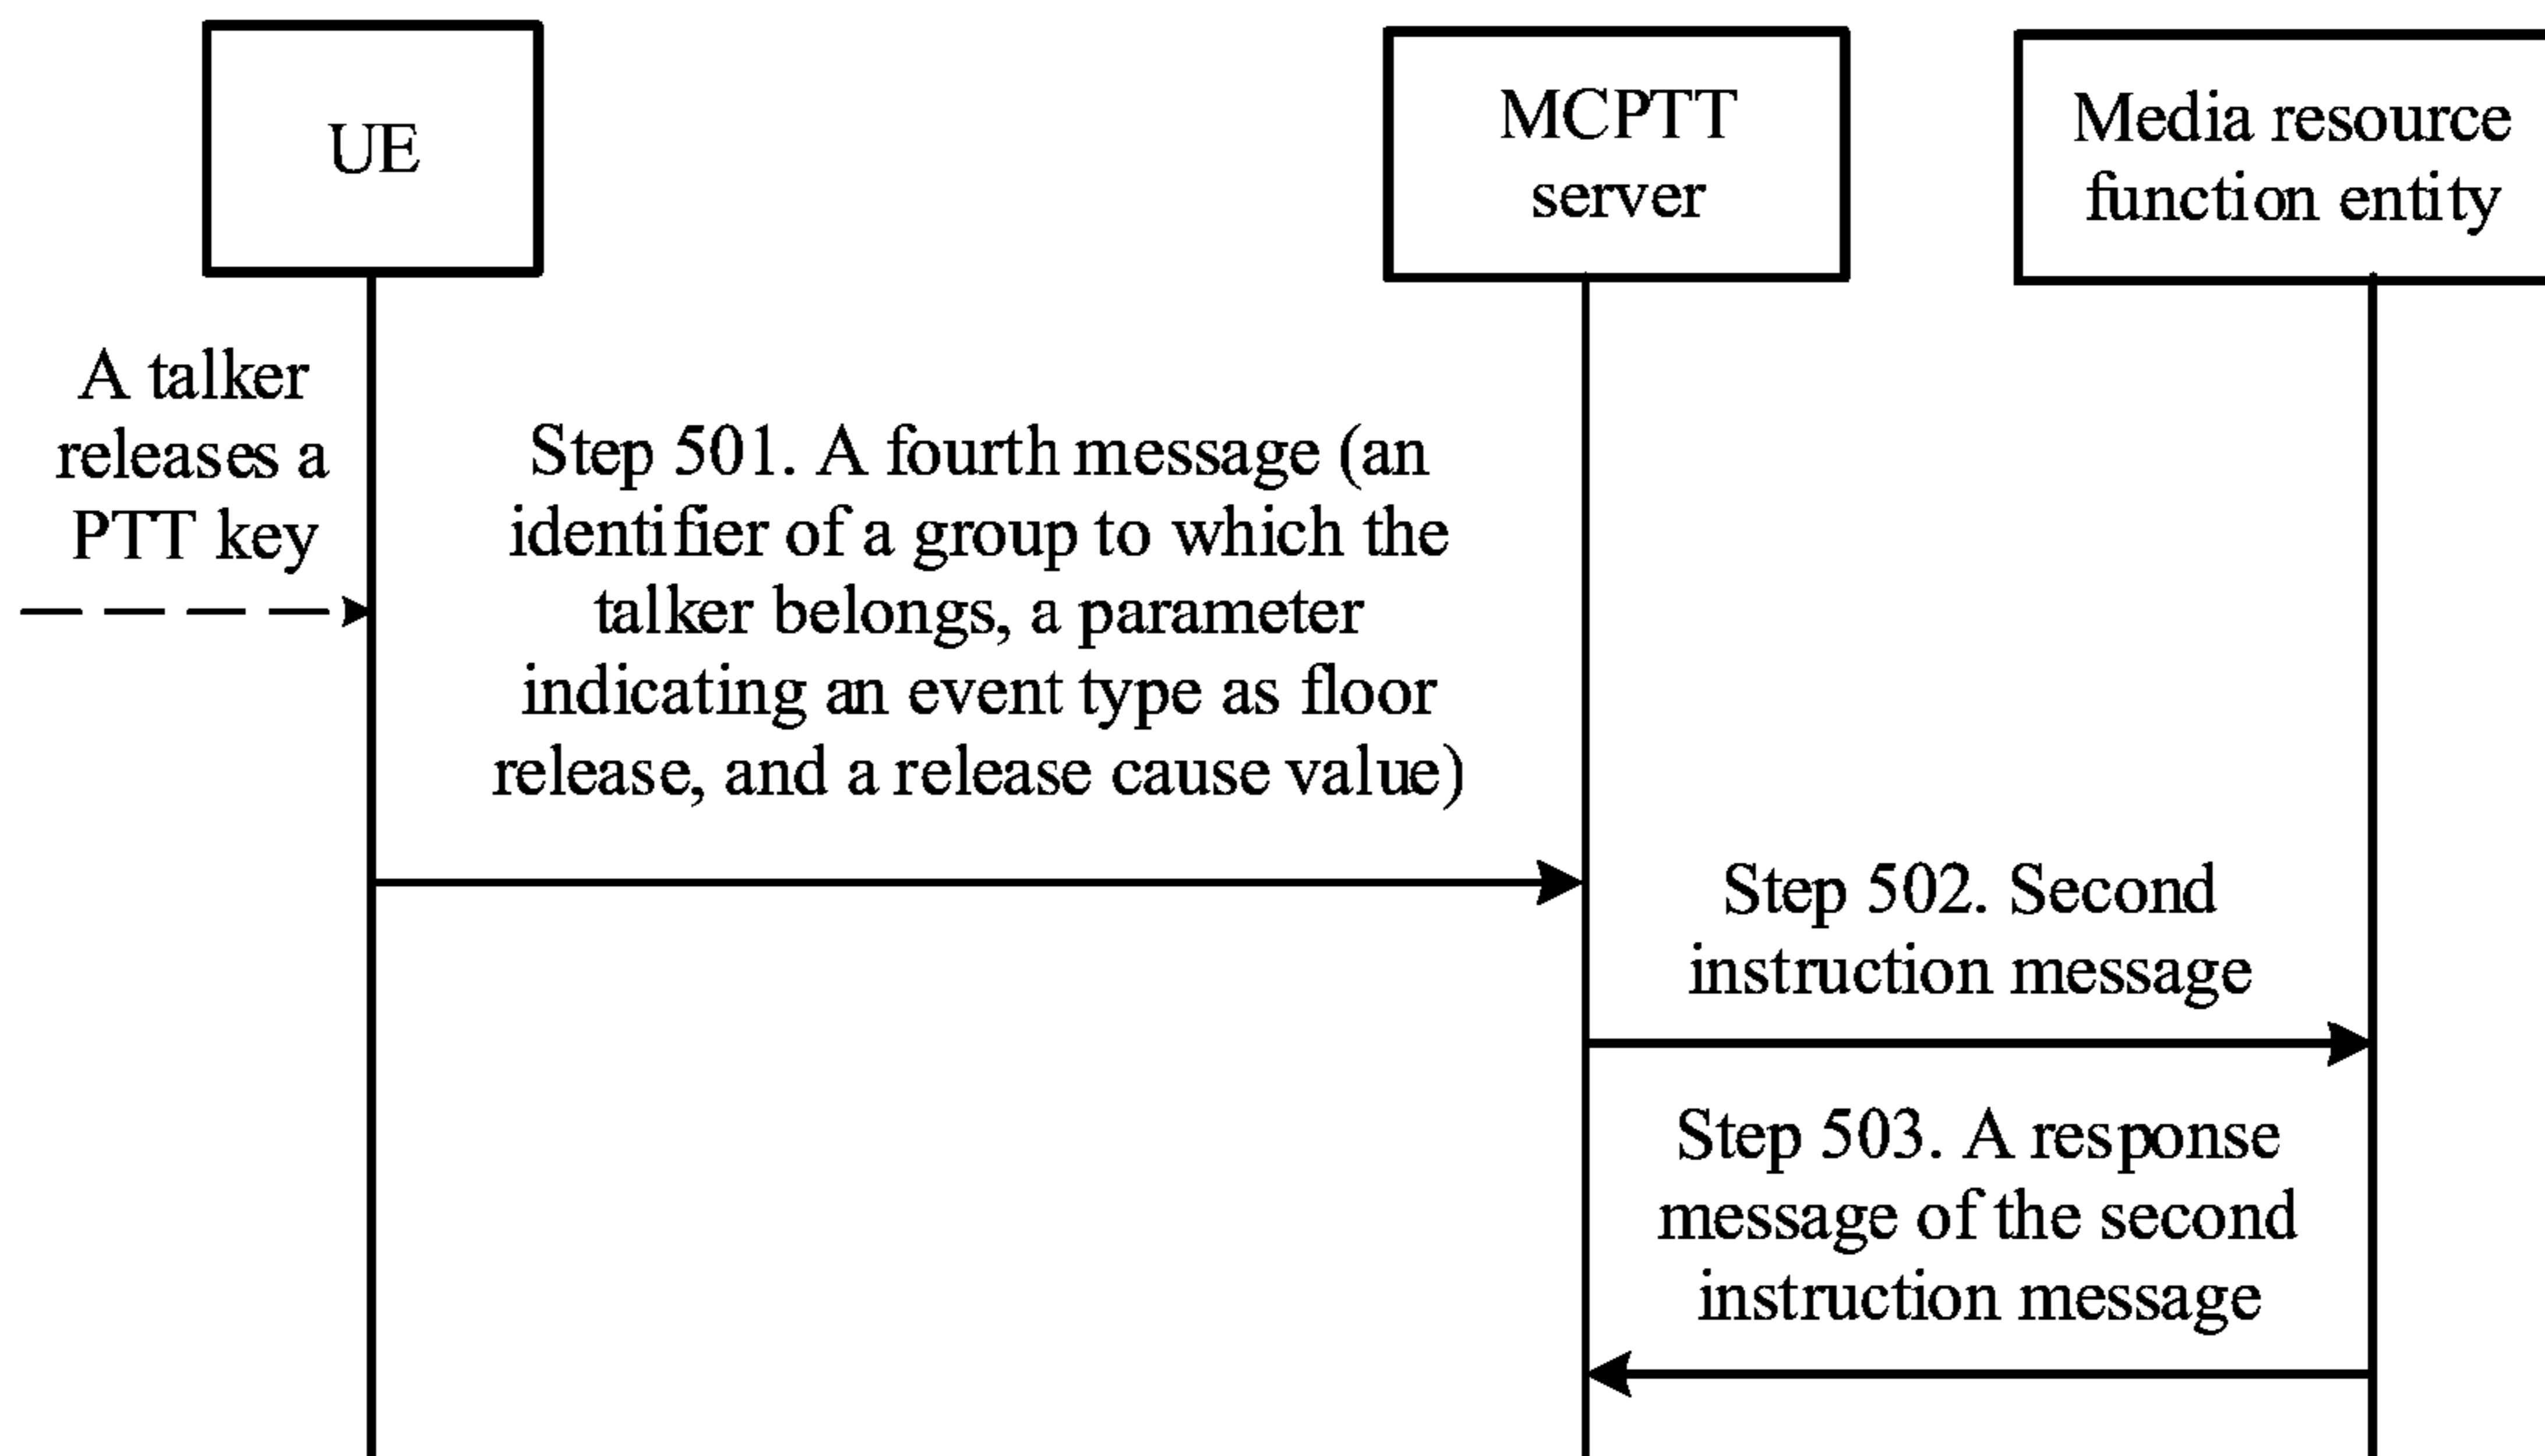 UE
MCPTT
server
Media resource
function entity
A talker
releases a
PTT key
Step 501. A fourth message (an
identifier of a group to which the
talker belongs, a parameter
indicating an event type as floor
release, and a release cause value)
Step 502. Second
instruction message
Step 503. A response
message of the second
instruction message